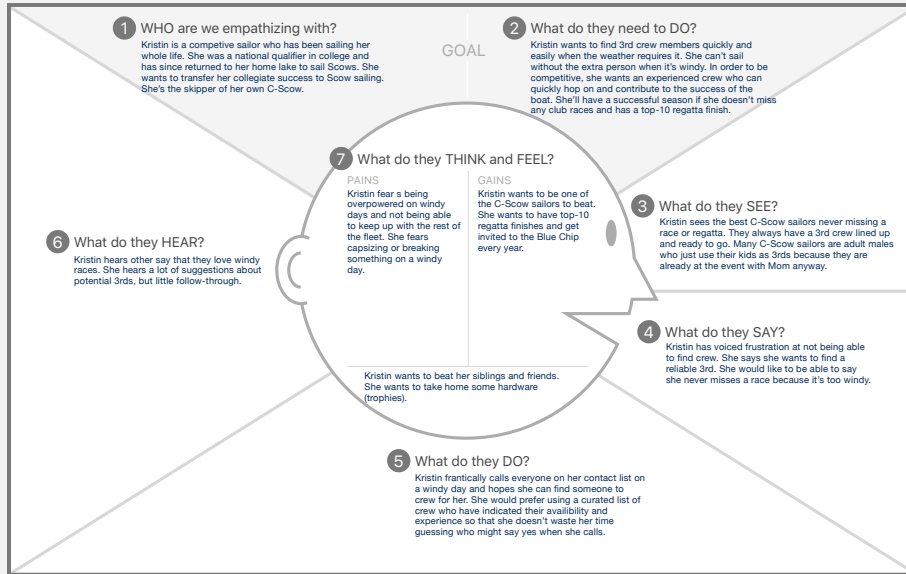 1 WHO are we empathizing with?
Kristin is a competive sailor who has been sailing her
whole life. She was a national qualifier in college and
has since returned to her home lake to sail Scows. She
wants to transfer her collegiate success to Scow sailing.
She's the skipper of her own C-Scow.
GOAL
2 What do they need to DO?
Kristin wants to find 3rd crew members quickly and
easily when the weather requires it. She can't sail
without the extra person when it's windy. In order to be
competitive, she wants an experienced crew who can
quickly hop on and contribute to the success of the
boat. She'll have a successful season if she doesn't miss
any club races and has a top-10 regatta finish.
3 What do they SEE?
Kristin sees the best C-Scow sailors never missing a
race or regatta. They always have a 3rd crew lined up
and ready to go. Many C-Scow sailors are adult males
who just use their kids as 3rds because they are
already at the event with Mom anyway.
4 What do they SAY?
Kristin has voiced frustration at not being able
to find crew. She says she wants to find a
reliable 3rd. She would like to be able to say
she never misses a race because it's too windy.
5 What do they DO?
Kristin frantically calls everyone on her contact list on
a windy day and hopes she can find someone to
crew for her. She would prefer using a curated list of
crew who have indicated their availibility and
experience so that she doesn't waste her time
guessing who might say yes when she calls.
6 What do they HEAR?
Kristin hears other say that they love windy
races. She hears a lot of suggestions about
potential 3rds, but little follow-through.
7 What do they THINK and FEEL?
PAINS
Kristin fear s being
overpowered on windy
days and not being able
to keep up with the rest of
the fleet. She fears
capsizing or breaking
something on a windy
day.
GAINS
Kristin wants to be one of
the C-Scow sailors to beat.
She wants to have top-10
regatta finishes and get
invited to the Blue Chip
every year.
Kristin wants to beat her siblings and friends.
She wants to take home some hardware
(trophies).